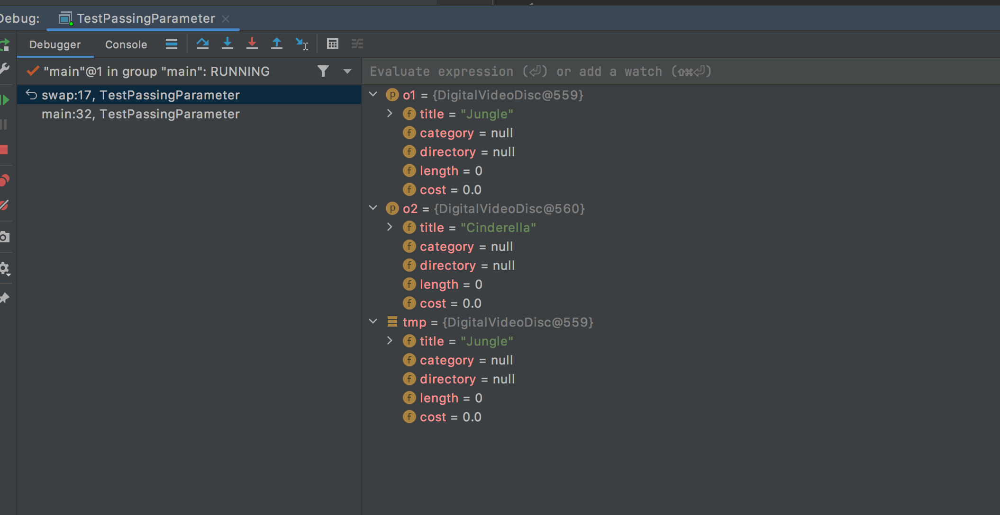 Debug: TestPassingParameter
Debugger Console
"main"@1 in group "main": RUNNING
swap:17, TestPassingParameter
main:32, TestPassingParameter
Evaluate expression (⏎) or add a watch (⇧⌘⏎)
o1 = {DigitalVideoDisc@559}
title = "Jungle"
category = null
directory = null
length = 0
cost = 0.0
o2 = {DigitalVideoDisc@560}
title = "Cinderella"
category = null
directory = null
length = 0
cost = 0.0
tmp = {DigitalVideoDisc@559}
title = "Jungle"
category = null
directory = null
length = 0
cost = 0.0